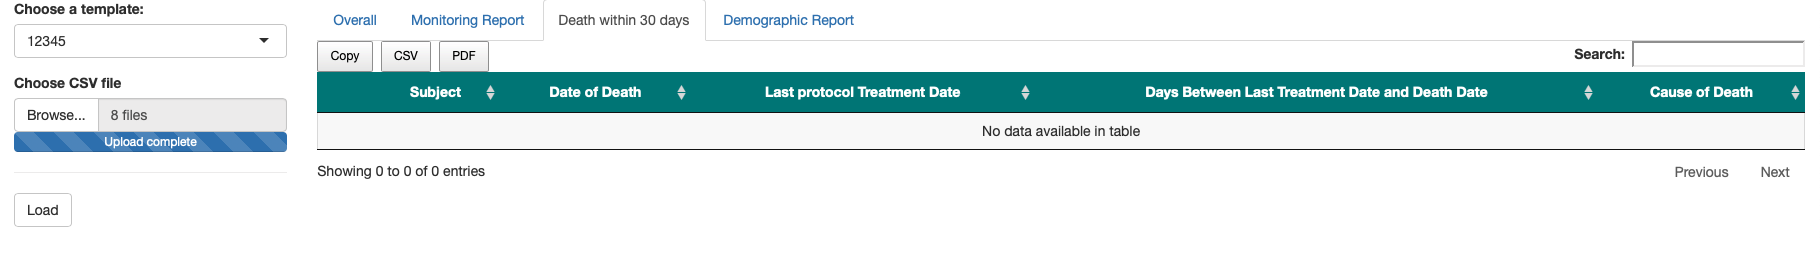 Choose a template:
12345
Choose CSV file
Browse... 8 files
Upload complete
Load
Overall Monitoring Report Death within 30 days Demographic Report
Copy CSV PDF Search:
Subject Date of Death Last protocol Treatment Date Days Between Last Treatment Date and Death Date Cause of Death
No data available in table
Showing 0 to 0 of 0 entries Previous Next